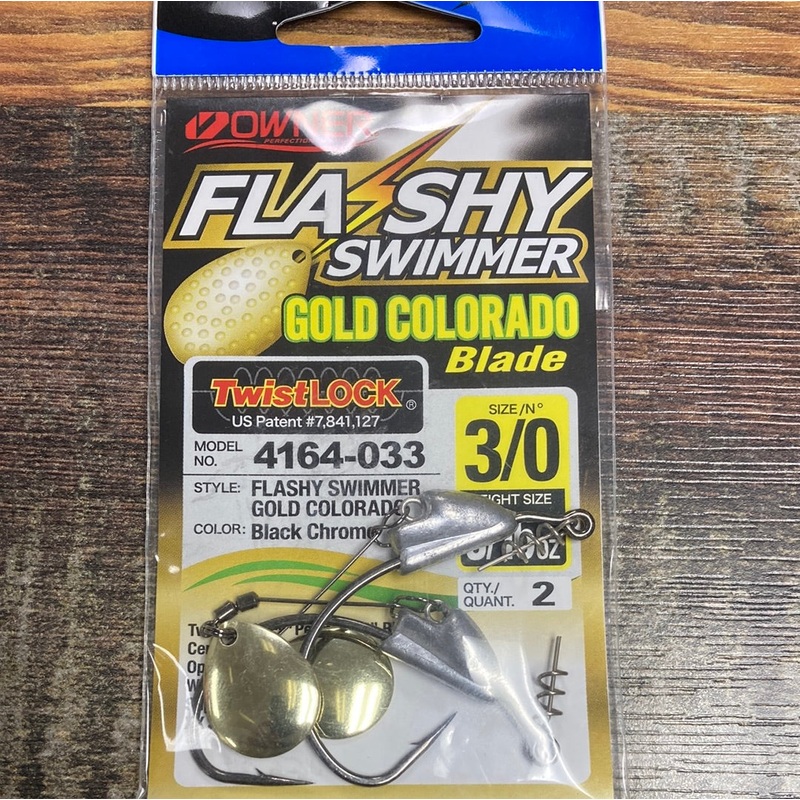 OWNER
FLASHY
SWIMMER
GOLD COLORADO
Blade
TwistLOCK ®
US Patent #7,841,127
MODEL NO. 4164-033
STYLE: FLASHY SWIMMER
GOLD COLORADO
COLOR: Black Chrome
SIZE/N°
3/0
SIZE
QTY./
QUANT. 2